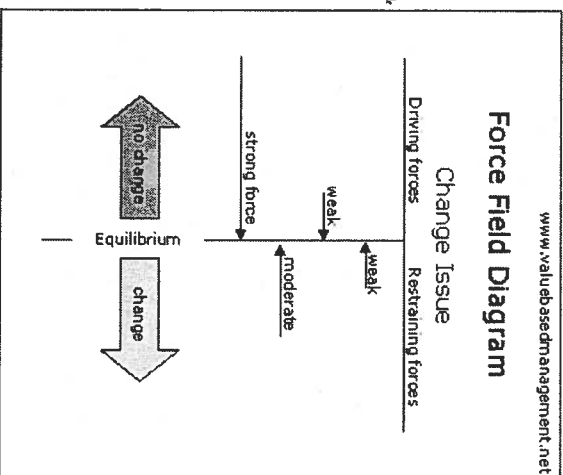 www.valuebasedmanagement.net
Force Field Diagram
Change Issue
Driving forces
Restraining forces
weak
weak
moderate
strong force
Equilibrium
no change
change